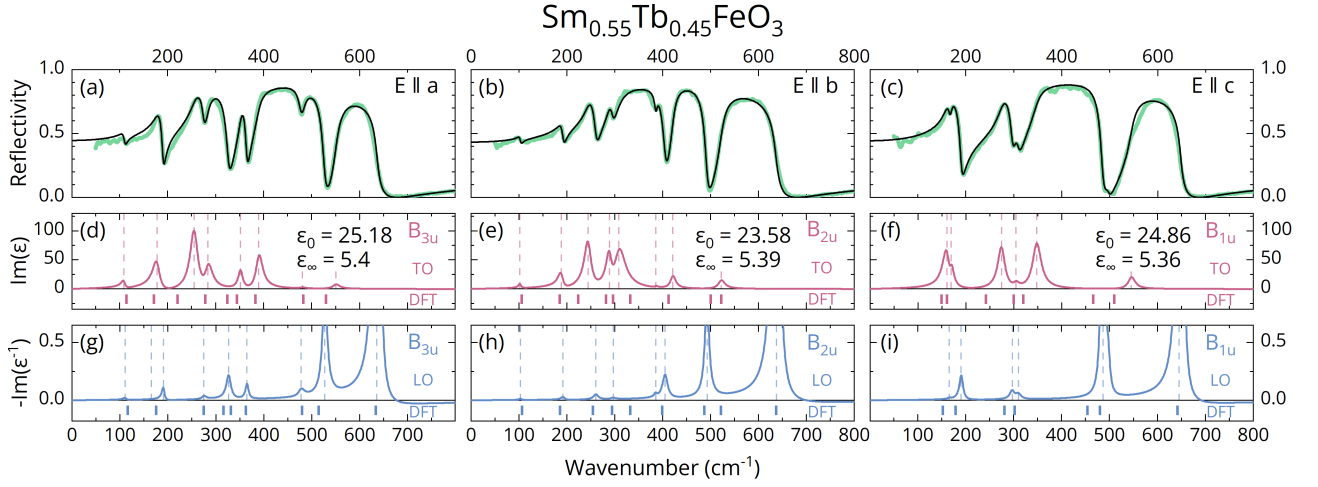 Sm₀.₅₅Tb₀.₄₅FeO₃
200 400 600 0 200 400 600 800 200 400 600
1.0 (a) E ∥ a (b) E ∥ b (c) E ∥ c 1.0
Reflectivity
0.5 0.5
0.0 0.0
100 (d) ε₀ = 25.18 B₃ᵤ (e) ε₀ = 23.58 B₂ᵤ (f) ε₀ = 24.86 B₁ᵤ 100
Im(ε)
50 ε∞ = 5.4 TO ε∞ = 5.39 TO ε∞ = 5.36 TO 50
0 DFT DFT DFT 0
0.5 (g) B₃ᵤ (h) B₂ᵤ (i) B₁ᵤ 0.5
-Im(ε⁻¹)
LO LO LO
0.0 DFT DFT DFT 0.0
0 100 200 300 400 500 600 700 0 100 200 300 400 500 600 700 800 100 200 300 400 500 600 700 800
Wavenumber (cm⁻¹)